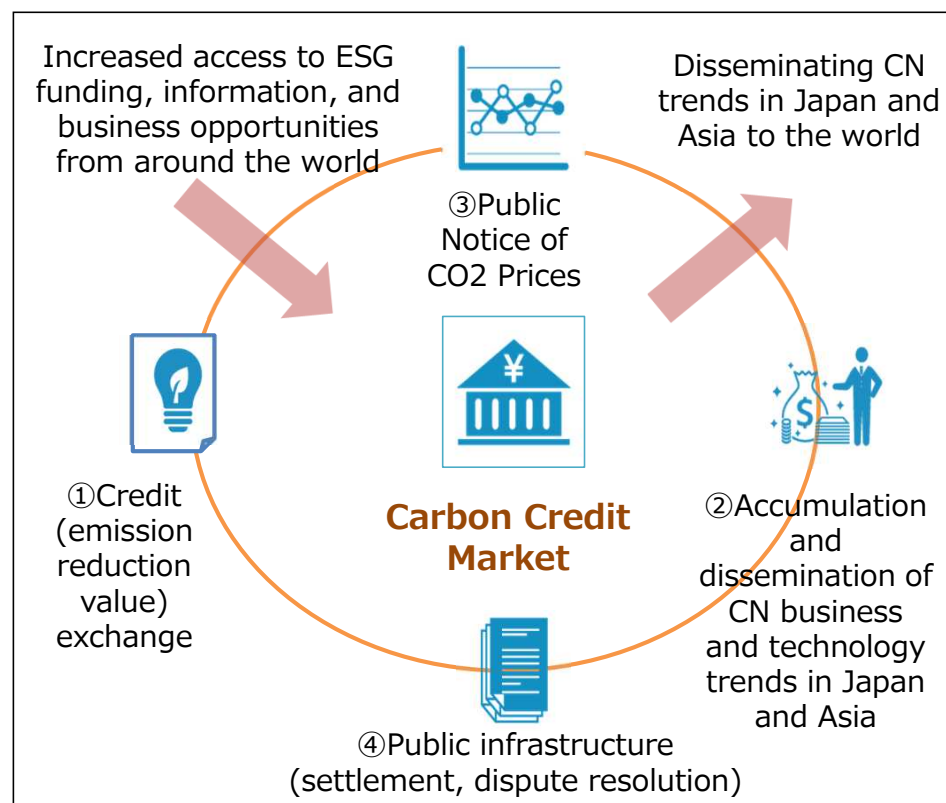 Increased access to ESG
funding, information, and
business opportunities
from around the world
Disseminating CN
trends in Japan and
Asia to the world
③Public
Notice of
CO2 Prices
¥
$
①Credit
(emission
reduction
value)
exchange
Carbon Credit
Market
②Accumulation
and
dissemination of
CN business
and technology
trends in Japan
and Asia
④Public infrastructure
(settlement, dispute resolution)